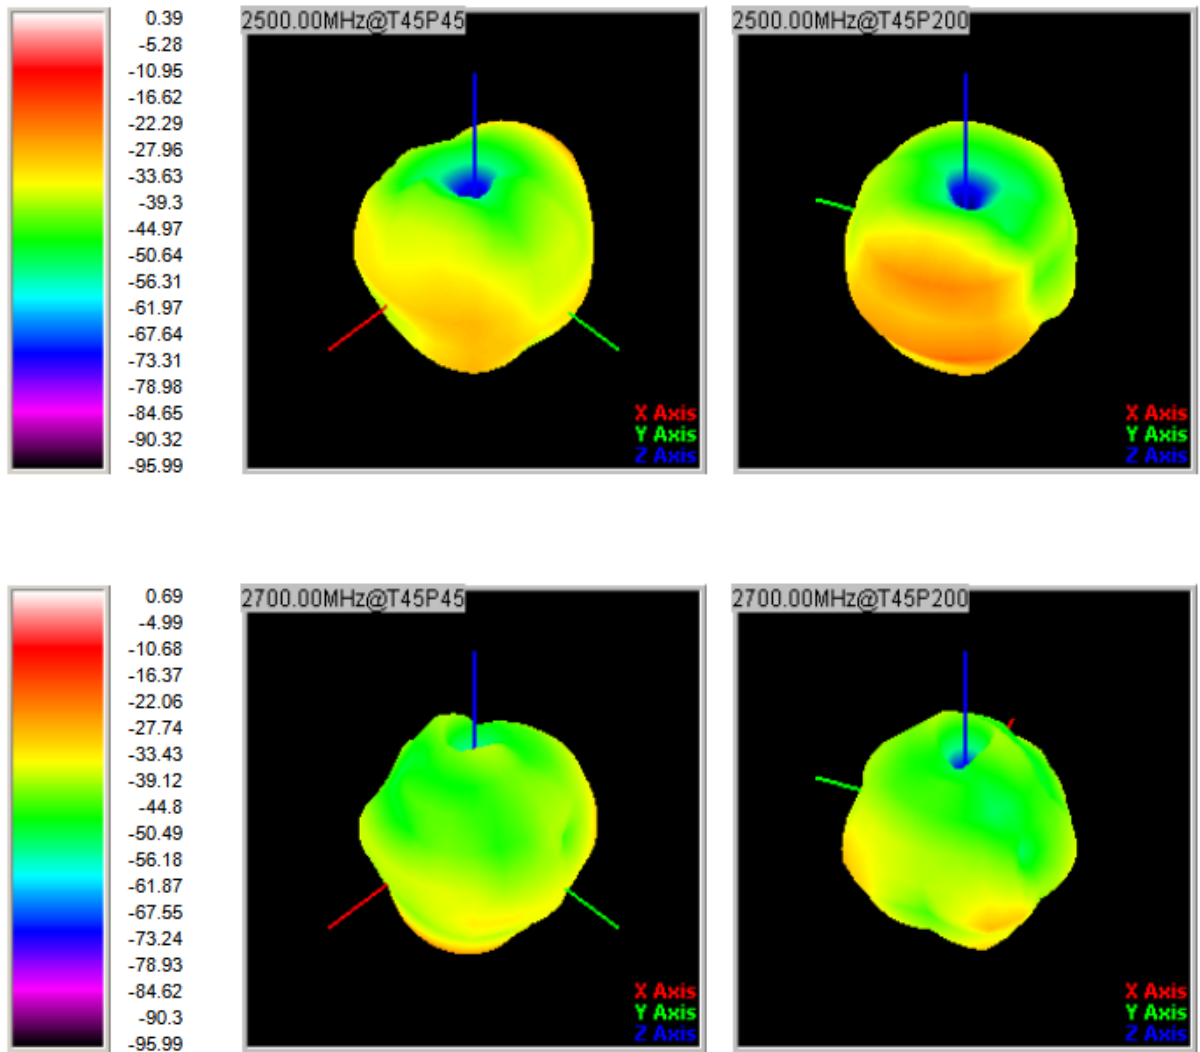 0.39
-5.28
-10.95
-16.62
-22.29
-27.96
-33.63
-39.3
-44.97
-50.64
-56.31
-61.97
-67.64
-73.31
-78.98
-84.65
-90.32
-95.99
2500.00MHz@T45P45
X Axis
Y Axis
Z Axis
2500.00MHz@T45P200
X Axis
Y Axis
Z Axis
0.69
-4.99
-10.68
-16.37
-22.06
-27.74
-33.43
-39.12
-44.8
-50.49
-56.18
-61.87
-67.55
-73.24
-78.93
-84.62
-90.3
-95.99
2700.00MHz@T45P45
X Axis
Y Axis
Z Axis
2700.00MHz@T45P200
X Axis
Y Axis
Z Axis